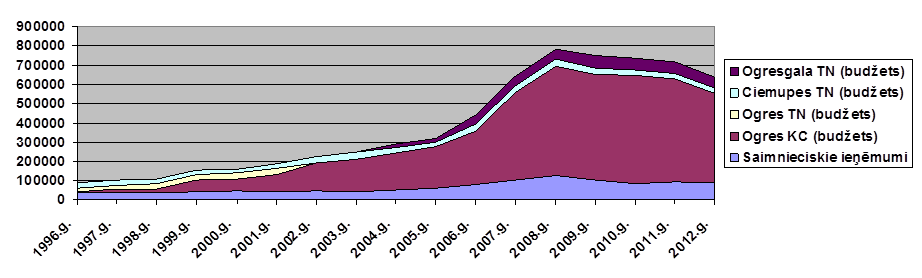 900000
800000
700000
600000
500000
400000
300000
200000
100000
0
1996.g.
1997.g.
1998.g.
1999.g.
2000.g.
2001.g.
2002.g.
2003.g.
2004.g.
2005.g.
2006.g.
2007.g.
2008.g.
2009.g.
2010.g.
2011.g.
2012.g.
Ogresgala TN (budžets)
Ciemupes TN (budžets)
Ogres TN (budžets)
Ogres KC (budžets)
Saimnieciskie ieņēmumi